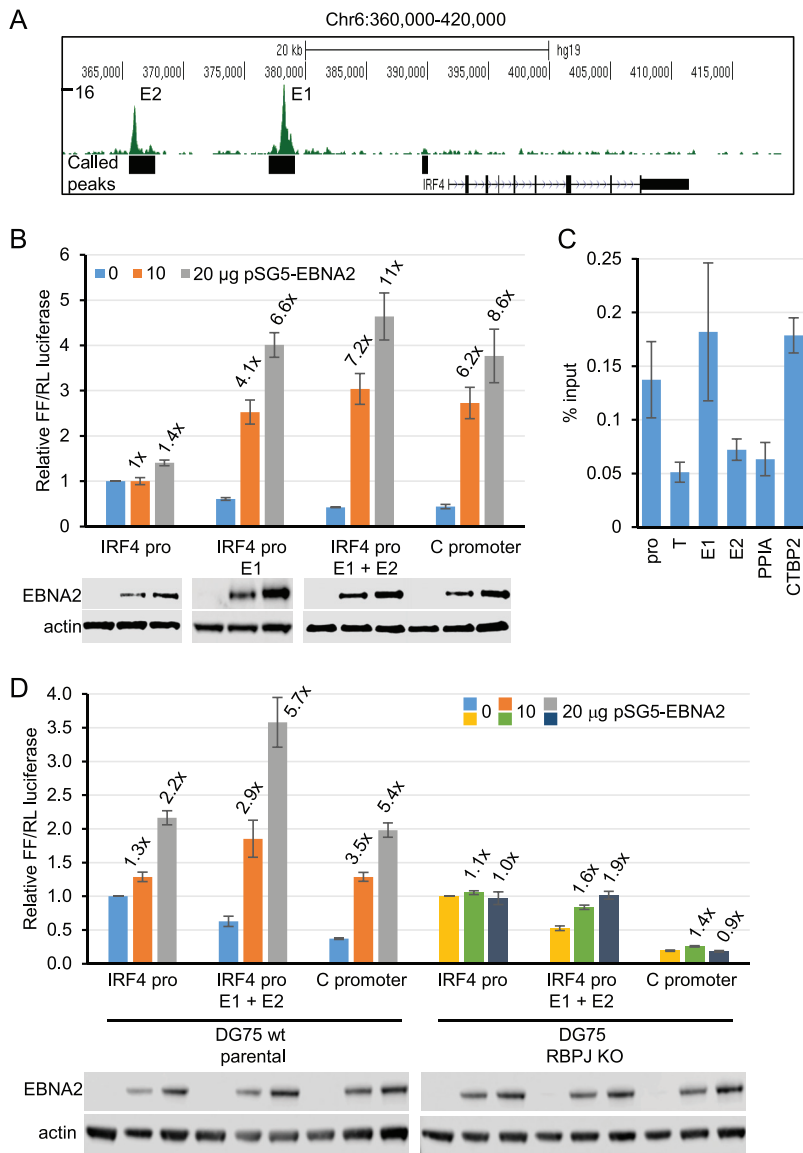 A
Chr6:360,000-420,000
20 kb
hg19
365,000 370,000 375,000 380,000 385,000 390,000 395,000 400,000 405,000 410,000 415,000
16
E2
E1
Called
peaks
IRF4
B
Relative FF/RL luciferase
6
5
4
3
2
1
0
0 10 20 µg pSG5-EBNA2
1x
1.4x
4.1x
6.6x
7.2x
11x
6.2x
8.6x
IRF4 pro
IRF4 pro
E1
IRF4 pro
E1 + E2
C promoter
EBNA2
actin
C
% input
0.25
0.2
0.15
0.1
0.05
0
pro
T
E1
E2
PPIA
CTBP2
D
Relative FF/RL luciferase
4.0
3.5
3.0
2.5
2.0
1.5
1.0
0.5
0.0
0 10 20 µg pSG5-EBNA2
1.3x
2.2x
2.9x
5.7x
3.5x
5.4x
1.1x
1.0x
1.6x
1.9x
1.4x
0.9x
IRF4 pro
IRF4 pro
E1 + E2
C promoter
IRF4 pro
IRF4 pro
E1 + E2
C promoter
DG75 wt
parental
DG75
RBPJ KO
EBNA2
actin